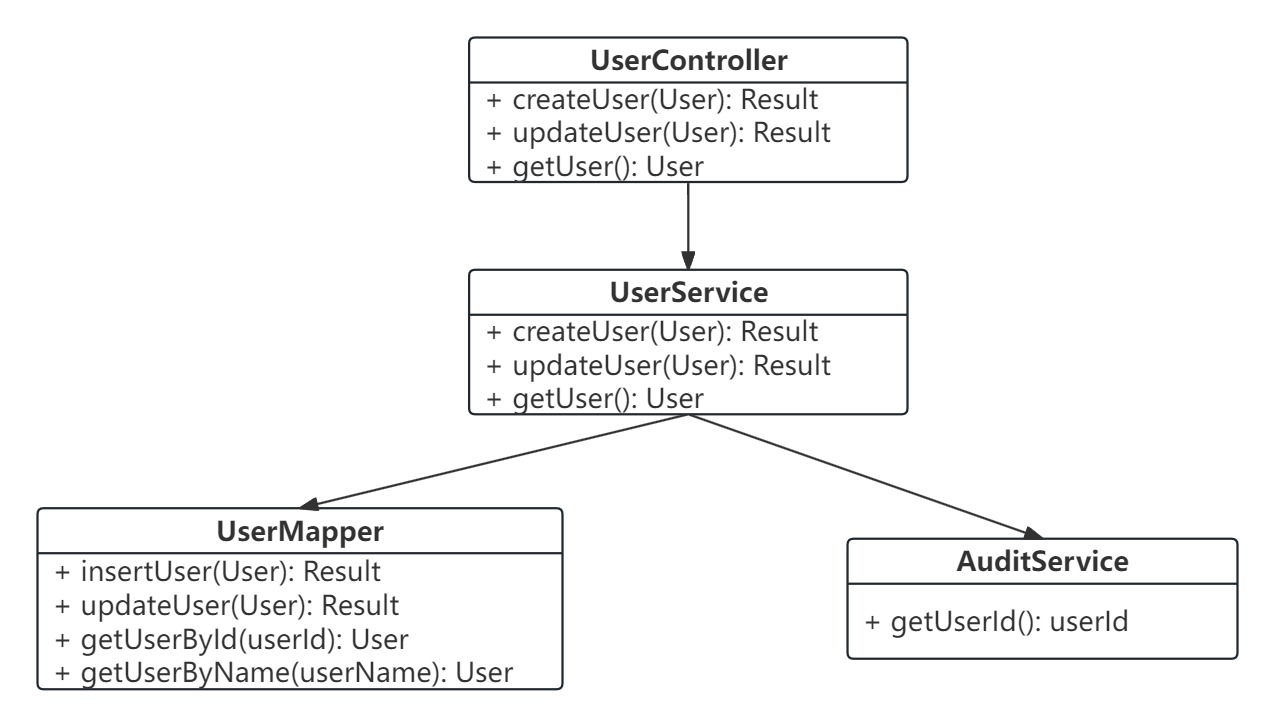 UserController
+ createUser(User): Result
+ updateUser(User): Result
+ getUser(): User
UserService
+ createUser(User): Result
+ updateUser(User): Result
+ getUser(): User
UserMapper
+ insertUser(User): Result
+ updateUser(User): Result
+ getUserById(userId): User
+ getUserByName(userName): User
AuditService
+ getUserId(): userId